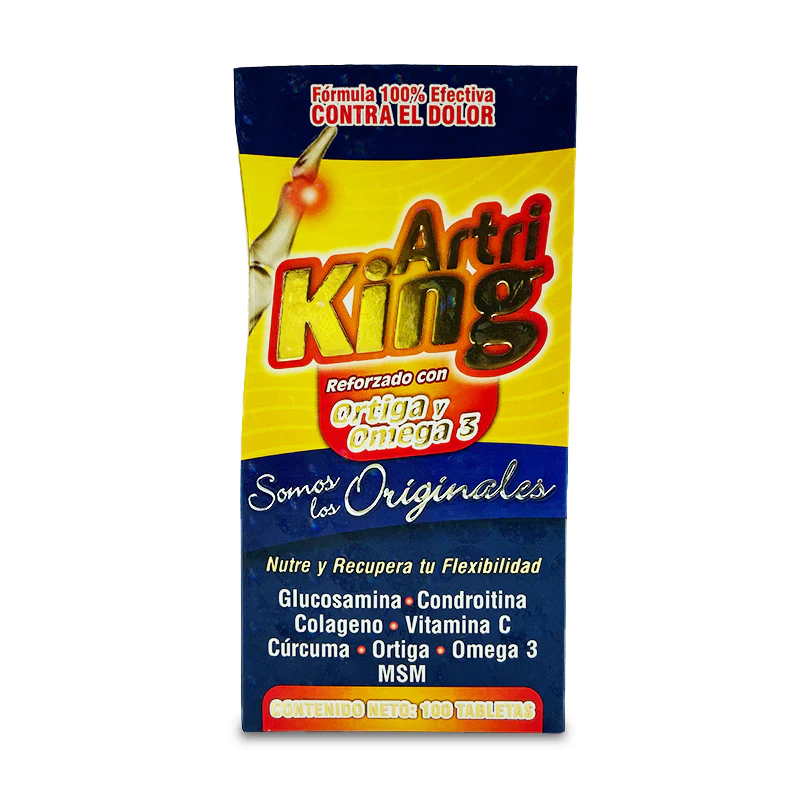 Fórmula 100% Efectiva
CONTRA EL DOLOR
Artri
King
Reforzado con
Ortiga y
Omega 3
Somos
los Originales
Nutre y Recupera tu Flexibilidad
Glucosamina • Condroitina
Colageno • Vitamina C
Cúrcuma • Ortiga • Omega 3
MSM
CONTENIDO NETO: 100 TABLETAS